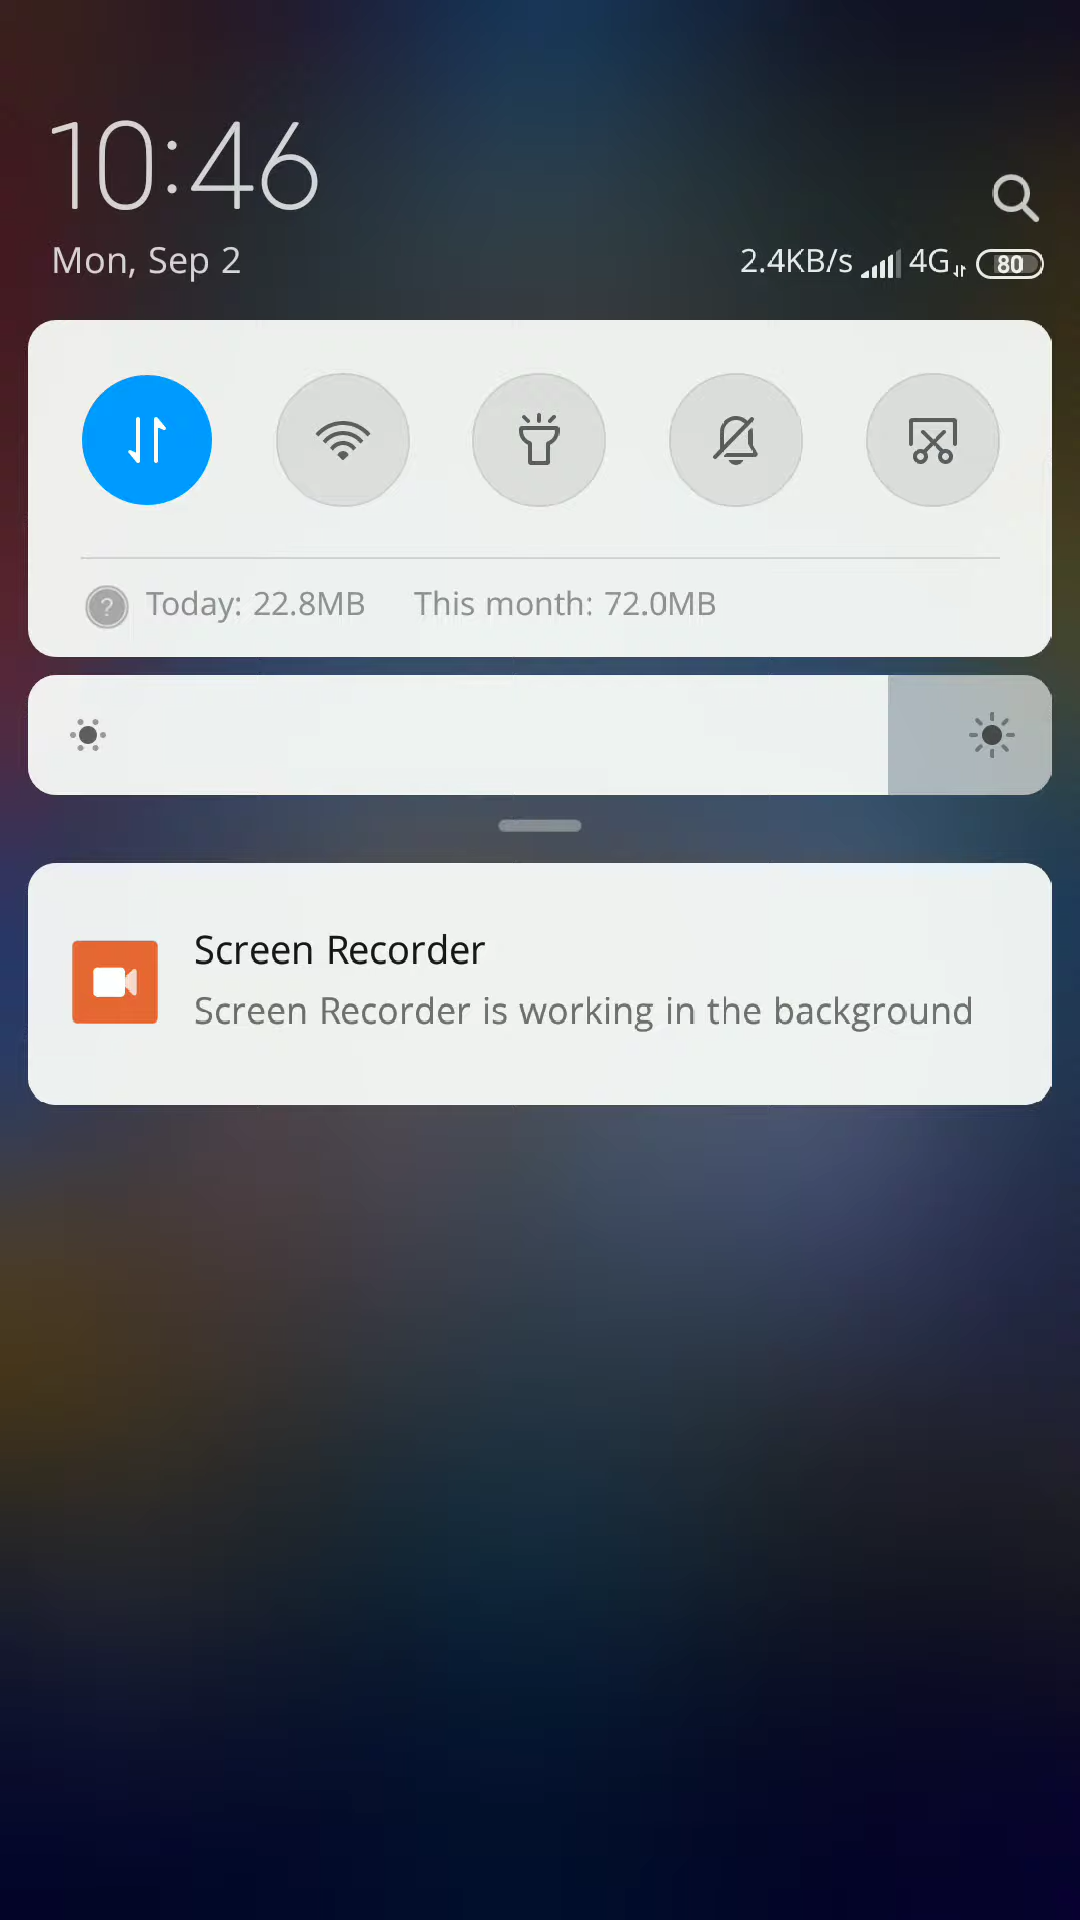 10:46
Mon, Sep 2
2.4KB/s 4G 80
? Today: 22.8MB This month: 72.0MB
Screen Recorder
Screen Recorder is working in the background